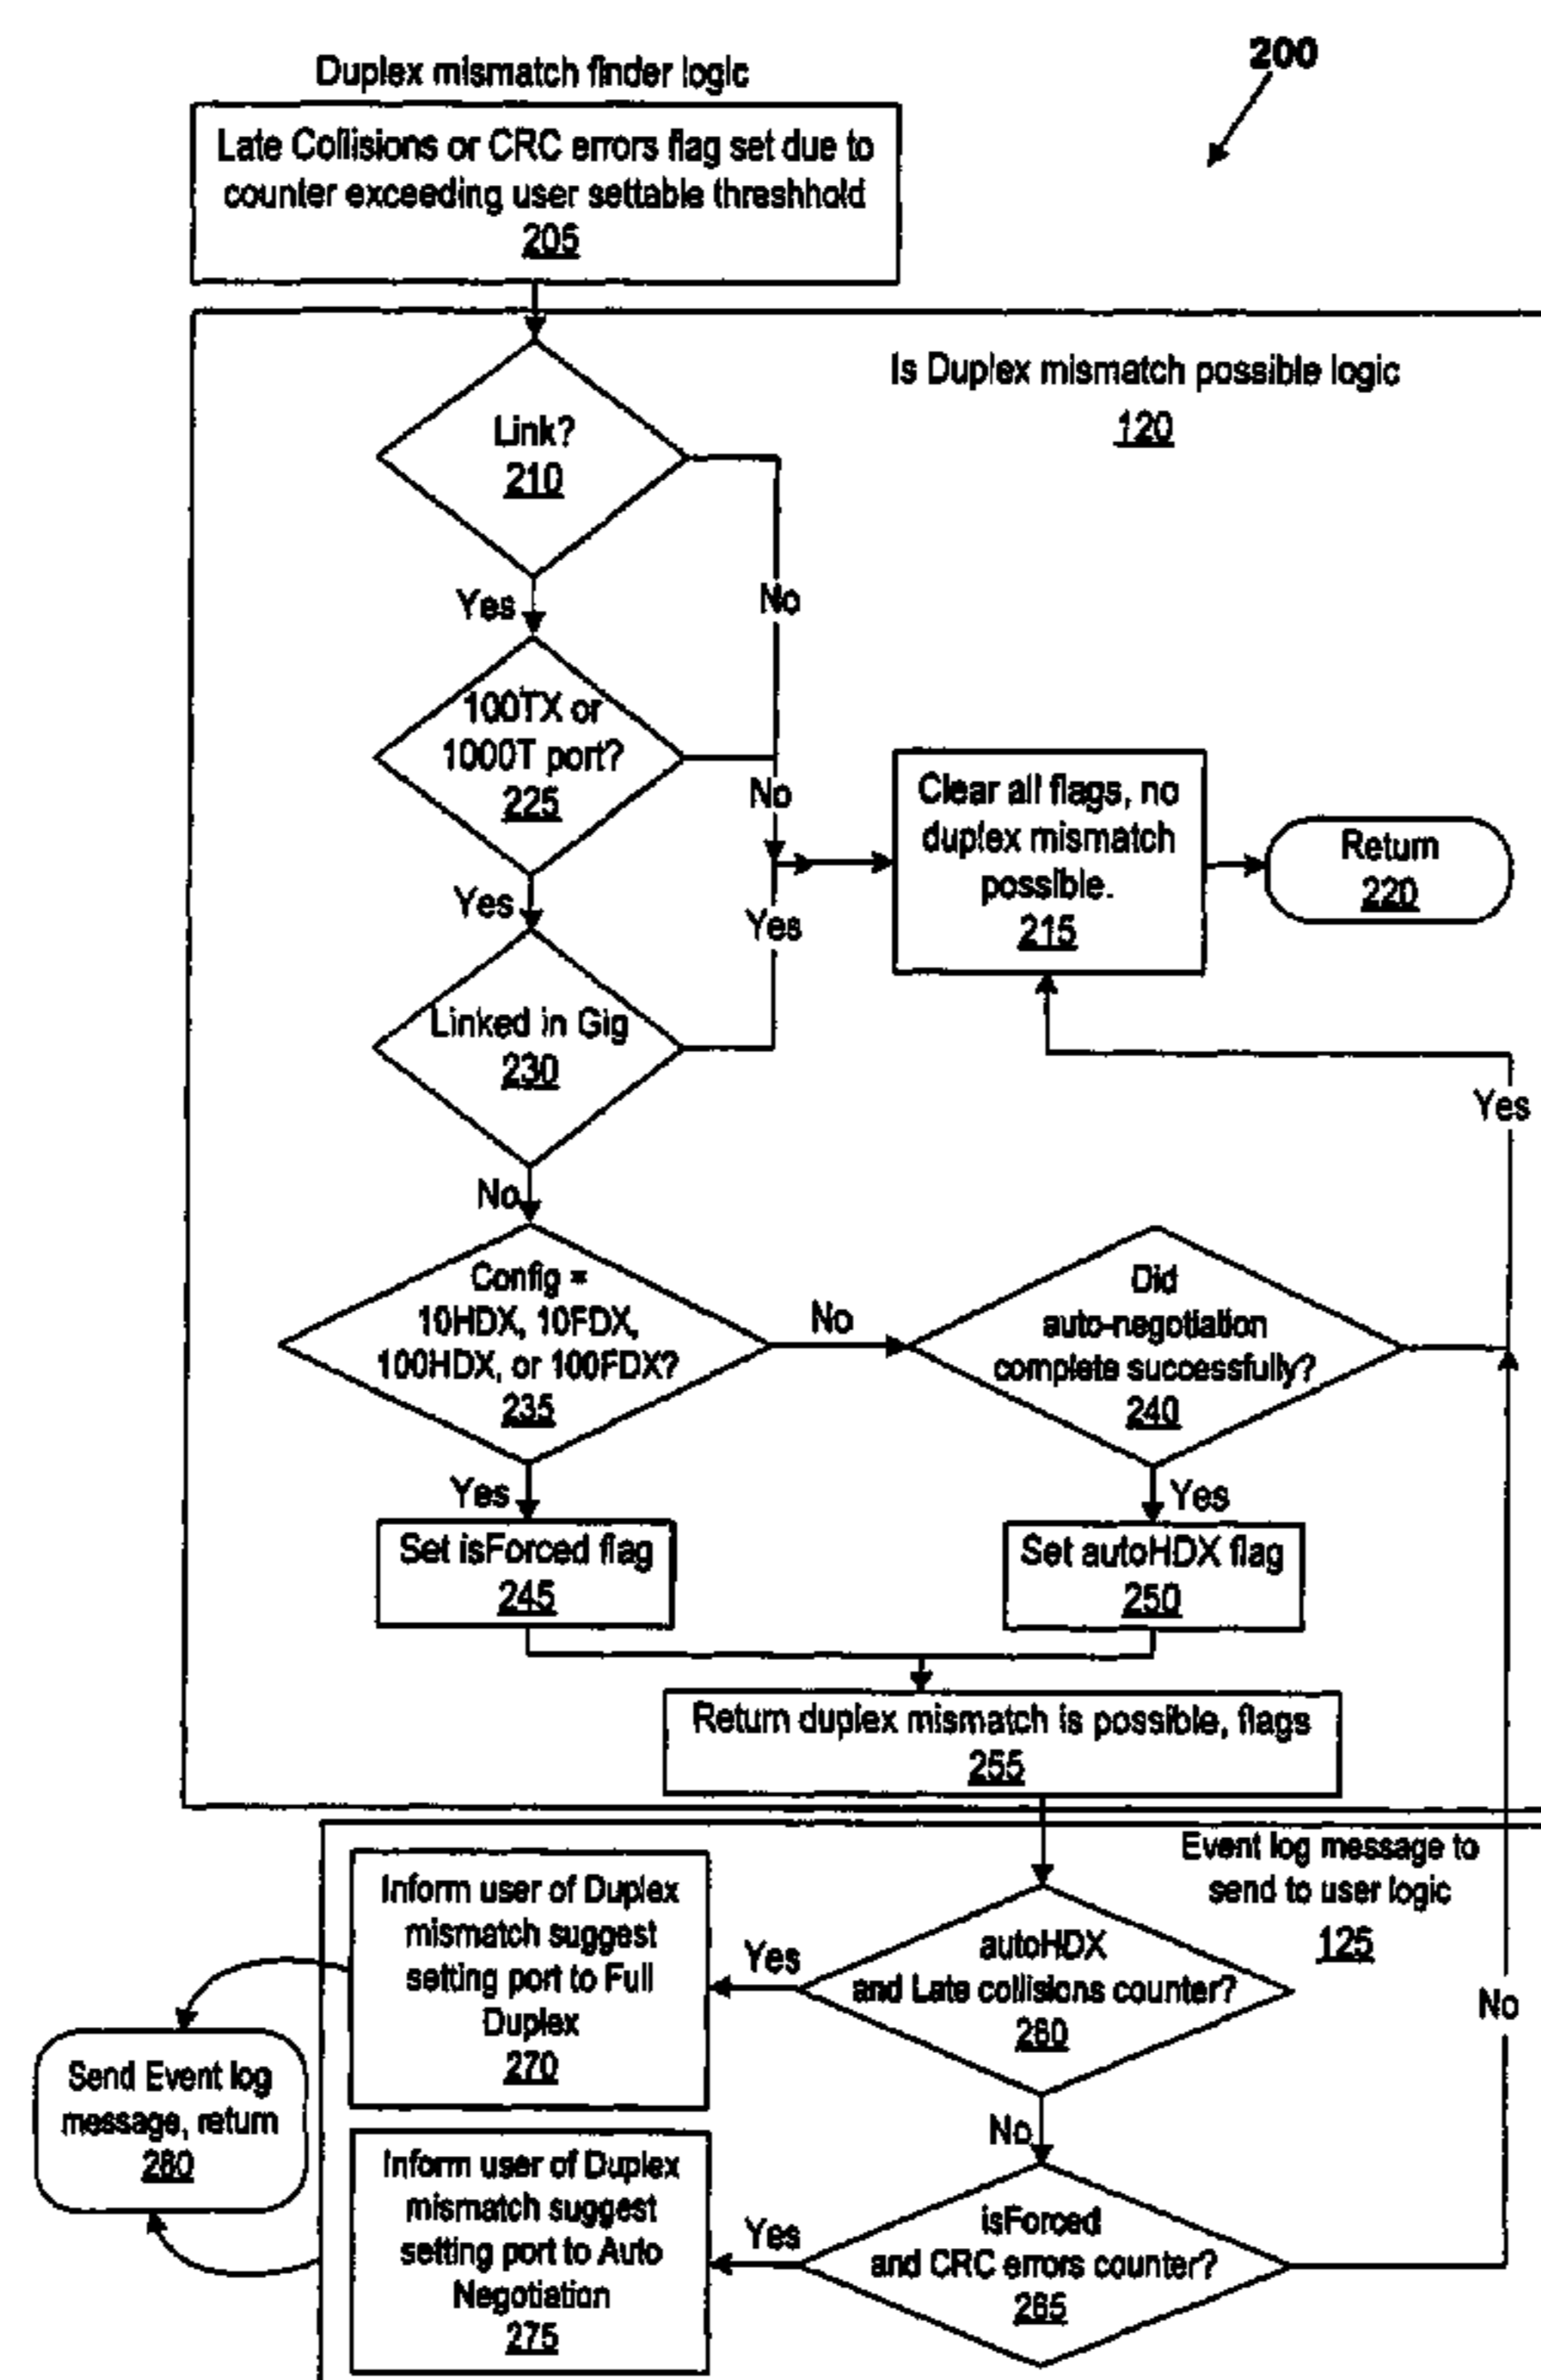 200
Duplex mismatch finder logic
Late Collisions or CRC errors flag set due to
counter exceeding user settable threshhold
205
Is Duplex mismatch possible logic
120
Link?
210
Yes
No
100TX or
1000T port?
225
No
Yes
Clear all flags, no
duplex mismatch
possible.
215
Return
220
Yes
Linked in Gig
230
Yes
No
Config =
10HDX, 10FDX,
100HDX, or 100FDX?
235
No
Did
auto-negotiation
complete successfully?
240
Yes
Yes
Set isForced flag
245
Set autoHDX flag
250
Return duplex mismatch is possible, flags
255
Event log message to
send to user logic
125
Inform user of Duplex
mismatch suggest
setting port to Full
Duplex
270
Yes
autoHDX
and Late collisions counter?
260
No
Send Event log
message, return
280
No
Inform user of Duplex
mismatch suggest
setting port to Auto
Negotiation
275
Yes
isForced
and CRC errors counter?
265